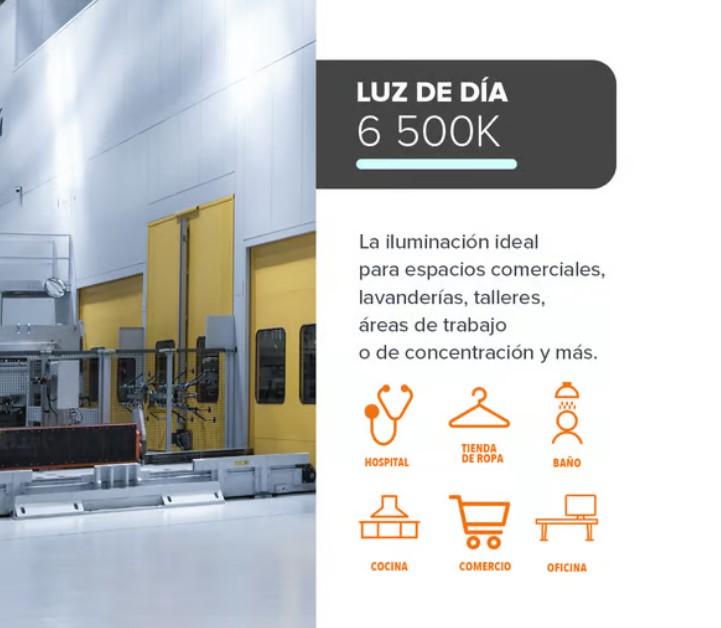 LUZ DE DÍA
6 500K
La iluminación ideal
para espacios comerciales,
lavanderías, talleres,
áreas de trabajo
o de concentración y más.
HOSPITAL
TIENDA
DE ROPA
BAÑO
COCINA
COMERCIO
OFICINA